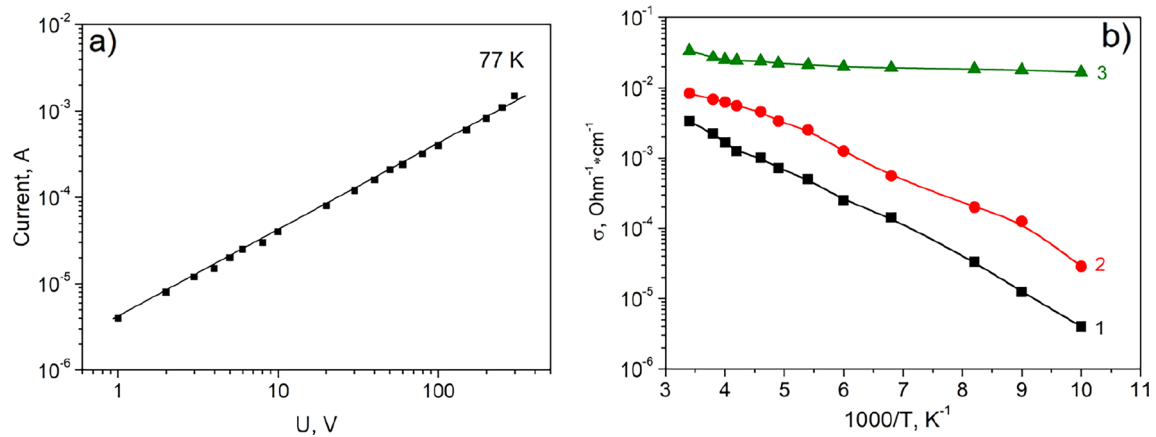 a)
77 K
10⁻²
10⁻³
10⁻⁴
10⁻⁵
10⁻⁶
Current, A
1 10 100
U, V
b)
10⁻¹
10⁻²
10⁻³
10⁻⁴
10⁻⁵
10⁻⁶
σ, Ohm⁻¹*cm⁻¹
3
2
1
3 4 5 6 7 8 9 10 11
1000/T, K⁻¹